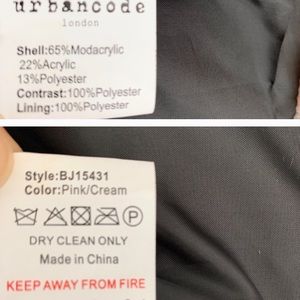 urbancode
london
Shell:65%Modacrylic
22%Acrylic
13%Polyester
Contrast:100%Polyester
Lining:100%Polyester
Style:BJ15431
Color:Pink/Cream
P
DRY CLEAN ONLY
Made in China
KEEP AWAY FROM FIRE